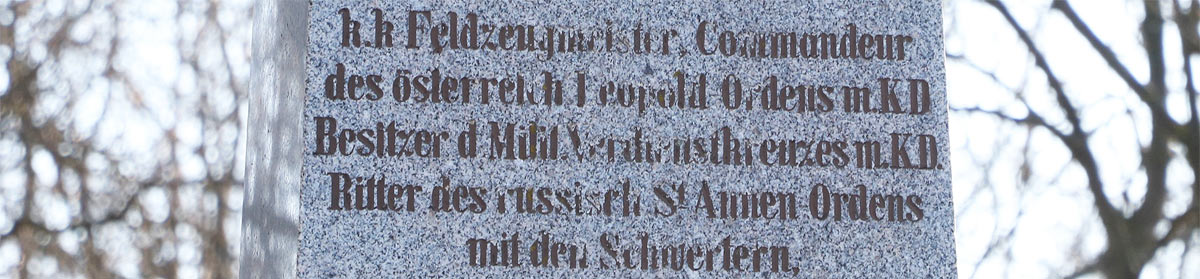 k.k Feldzeugmeister, Commandeur
des österreich Leopold Ordens m.K.D
Besitzer d Milit. Verdienstkreuzes m.K.D.
Ritter des russisch St Annen Ordens
mit den Schwertern,